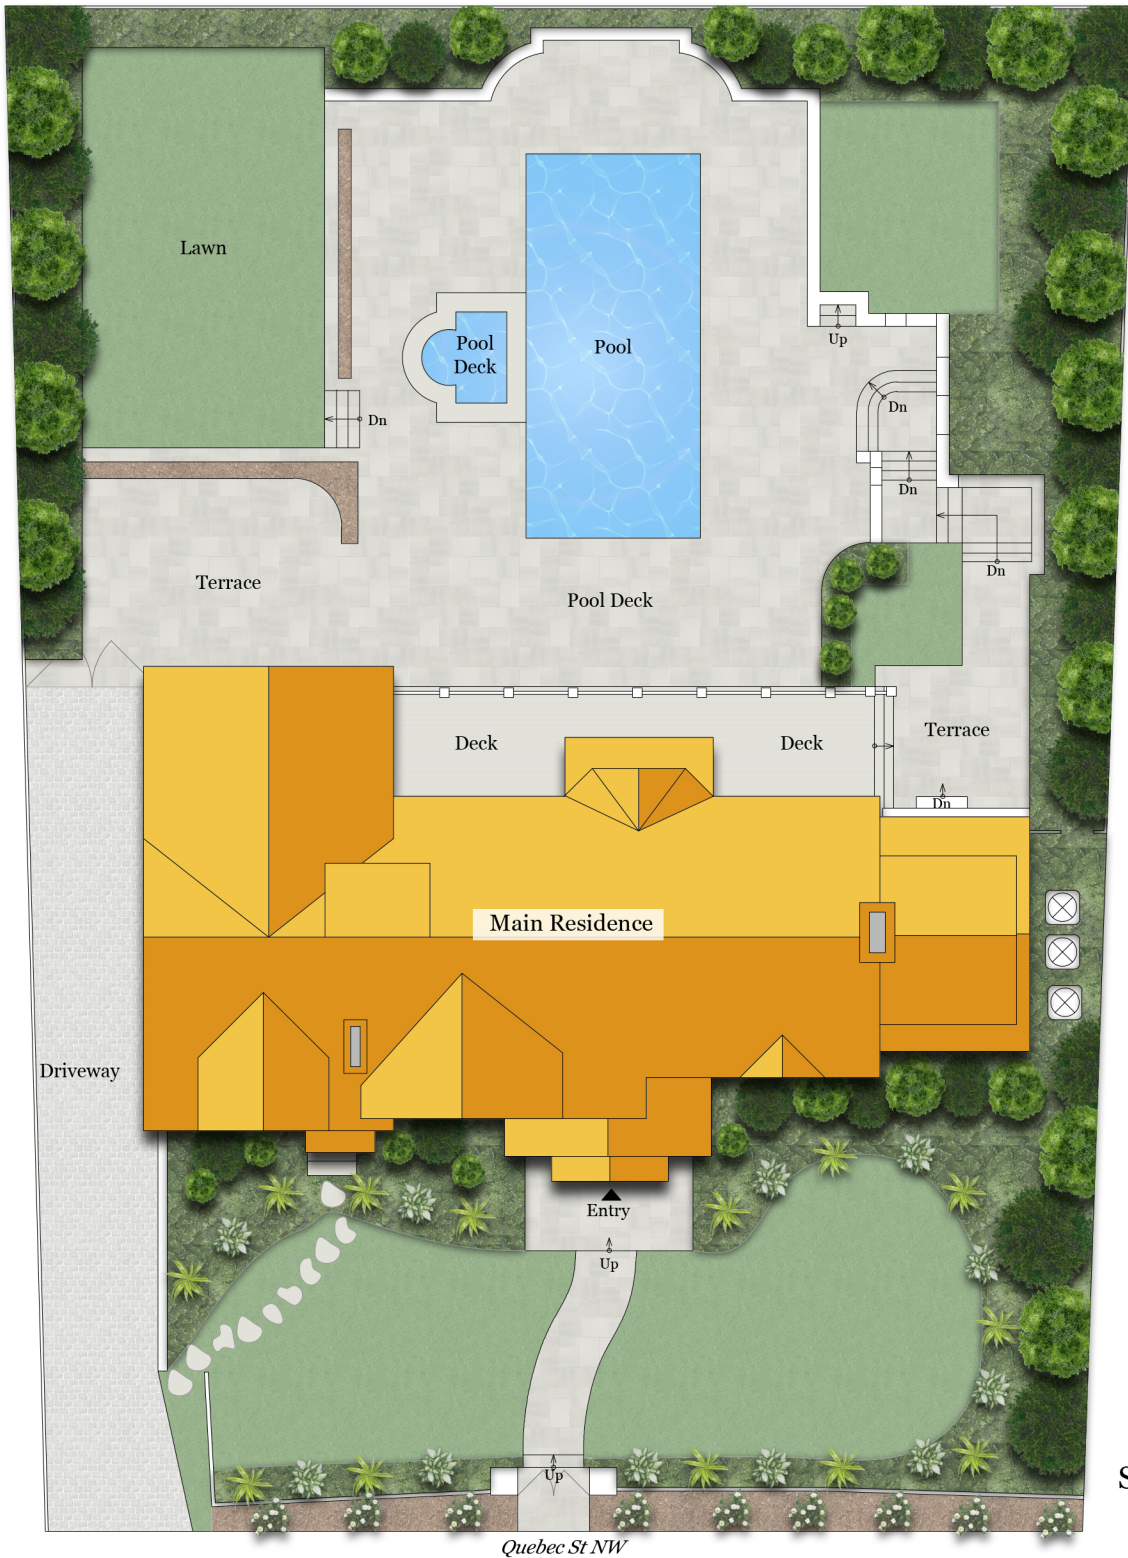 Lawn
Pool
Deck
Pool
Up
Dn
Dn
Dn
Dn
Terrace
Pool Deck
Deck
Deck
Terrace
Dn
Main Residence
Driveway
Entry
Up
Up
S
Quebec St NW